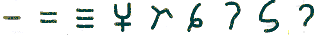 𑁒 𑁓 𑁔 𑁕 𑁖 𑁗 𑁘 𑁙 𑁚